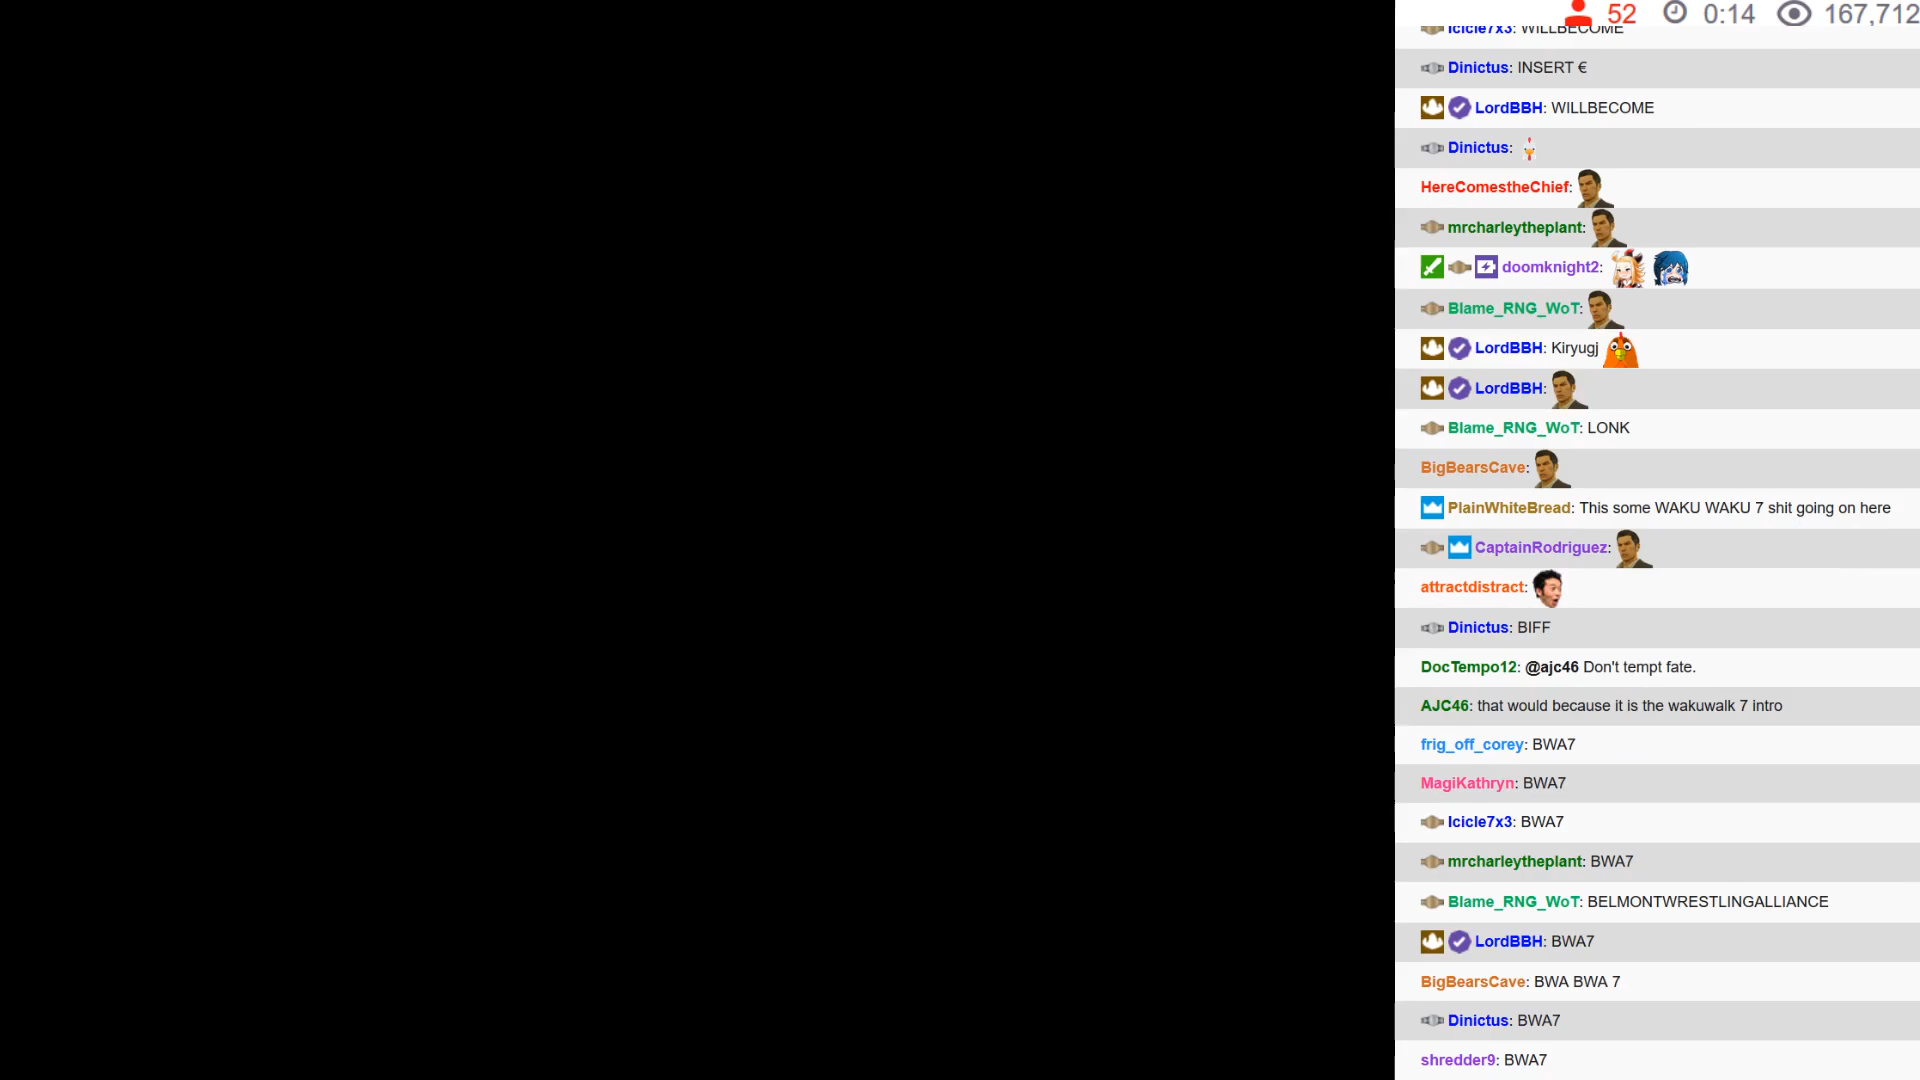 52 0:14 167,712
Icicle7x3: WILLBECOME
Dinictus: INSERT €
LordBBH: WILLBECOME
Dinictus:
HereComestheChief:
mrcharleytheplant:
doomknight2:
Blame_RNG_WoT:
LordBBH: Kiryugj
LordBBH:
Blame_RNG_WoT: LONK
BigBearsCave:
PlainWhiteBread: This some WAKU WAKU 7 shit going on here
CaptainRodriguez:
attractdistract:
Dinictus: BIFF
DocTempo12: @ajc46 Don't tempt fate.
AJC46: that would because it is the wakuwalk 7 intro
frig_off_corey: BWA7
MagiKathryn: BWA7
Icicle7x3: BWA7
mrcharleytheplant: BWA7
Blame_RNG_WoT: BELMONTWRESTLINGALLIANCE
LordBBH: BWA7
BigBearsCave: BWA BWA 7
Dinictus: BWA7
shredder9: BWA7